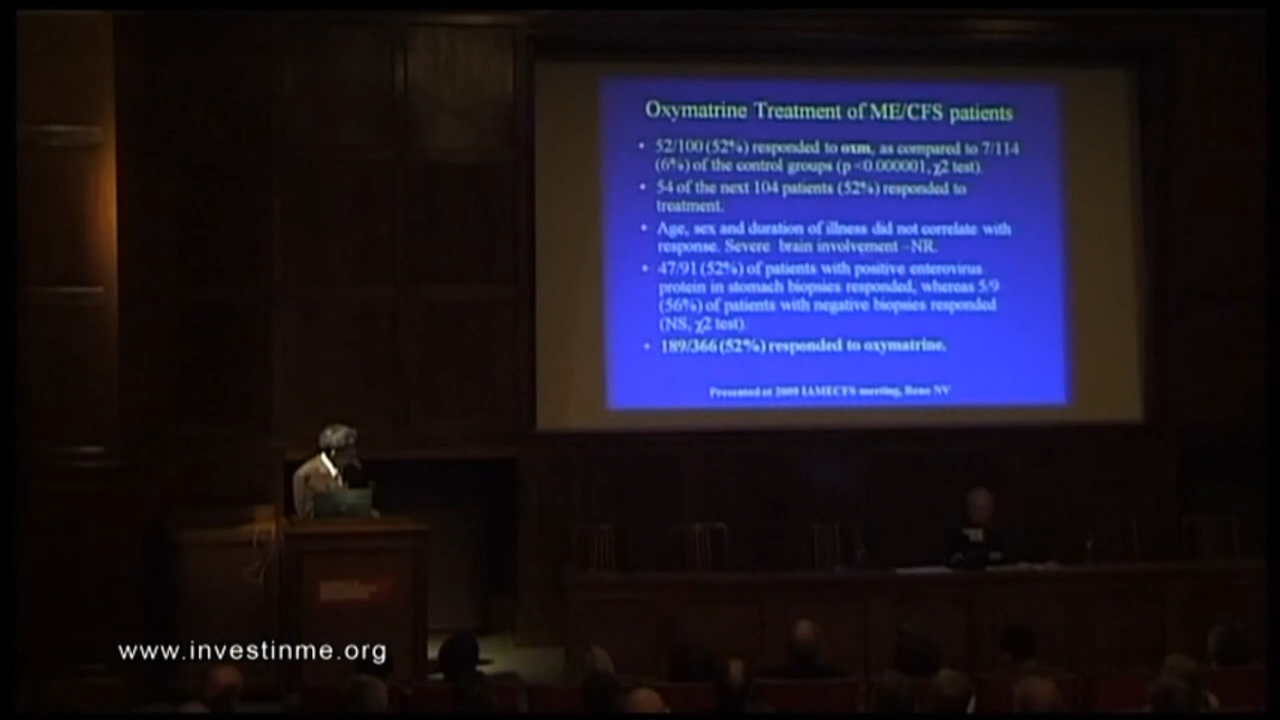 Oxymatrine Treatment of ME/CFS patients
• 52/100 (52%) responded to oxm, as compared to 7/114
(6%) of the control groups (p <0.000001, χ2 test).
• 54 of the next 104 patients (52%) responded to
treatment.
• Age, sex and duration of illness did not correlate with
response. Severe brain involvement –NR.
• 47/91 (52%) of patients with positive enterovirus
protein in stomach biopsies responded, whereas 5/9
(56%) of patients with negative biopsies responded
(NS, χ2 test).
• 189/366 (52%) responded to oxymatrine.
Presented at 2009 IAMECFS meeting, Reno NV
www.investinme.org